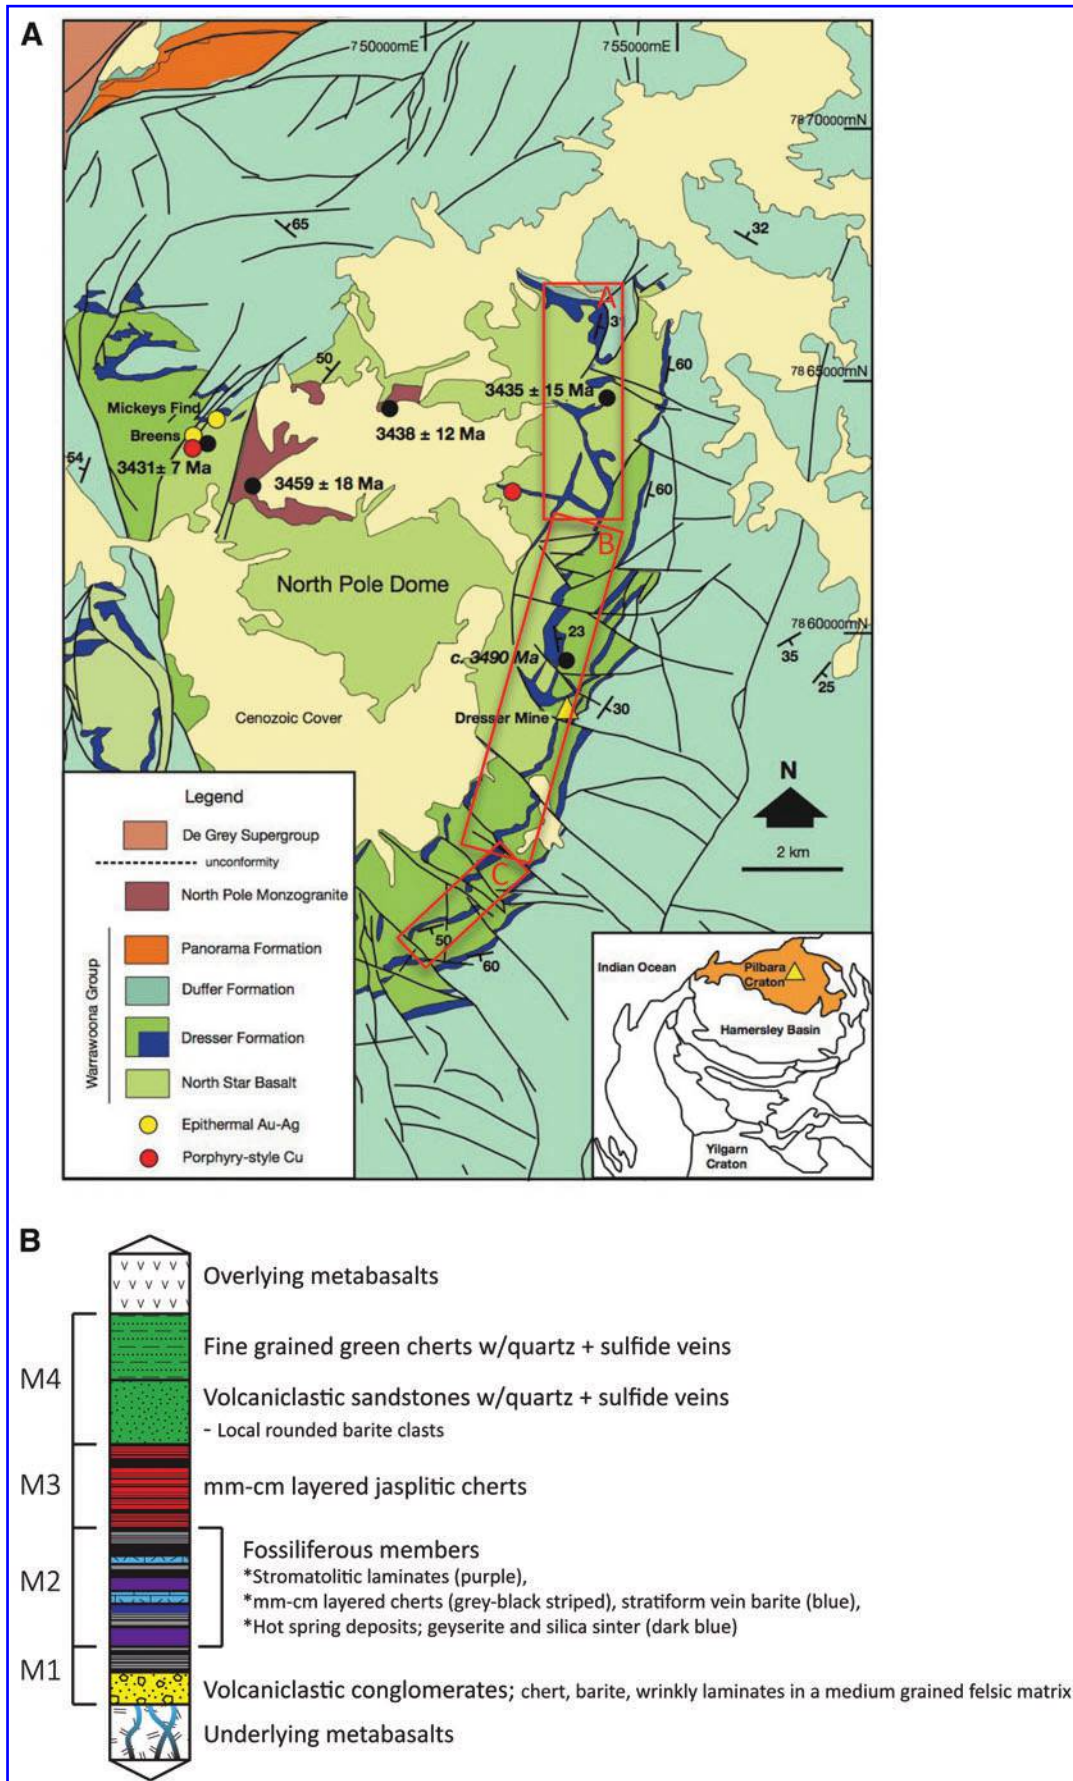 A
750000mE
755000mE
7870000mN
65
32
A
31
60
7865000mN
50
3435 ± 15 Ma
Mickeys Find
Breens
3438 ± 12 Ma
3431± 7 Ma
54
3459 ± 18 Ma
60
B
North Pole Dome
7860000mN
23
35
c. 3490 Ma
25
Cenozoic Cover
Dresser Mine
30
N
2 km
C
50
60
Legend
De Grey Supergroup
unconformity
North Pole Monzogranite
Warrawoona Group
Panorama Formation
Duffer Formation
Dresser Formation
North Star Basalt
Epithermal Au-Ag
Porphyry-style Cu
Indian Ocean
Pilbara
Craton
Hamersley Basin
Yilgarn
Craton
B
Overlying metabasalts
M4
Fine grained green cherts w/quartz + sulfide veins
Volcaniclastic sandstones w/quartz + sulfide veins
- Local rounded barite clasts
M3
mm-cm layered jasplitic cherts
M2
Fossiliferous members
*Stromatolitic laminates (purple),
*mm-cm layered cherts (grey-black striped), stratiform vein barite (blue),
*Hot spring deposits; geyserite and silica sinter (dark blue)
M1
Volcaniclastic conglomerates; chert, barite, wrinkly laminates in a medium grained felsic matrix
Underlying metabasalts